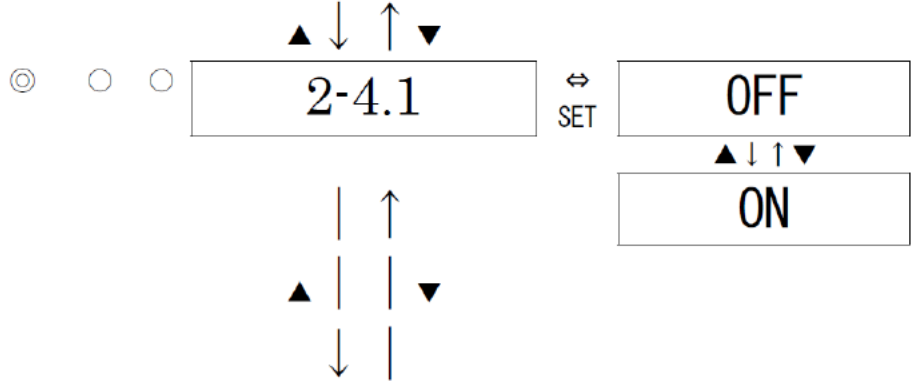 ▲ ↓ ↑ ▼
◎ ○ ○ 2-4.1 ⇔ OFF
SET
▲ ↓ ↑ ▼
ON
▲ ↓ ↑ ▼